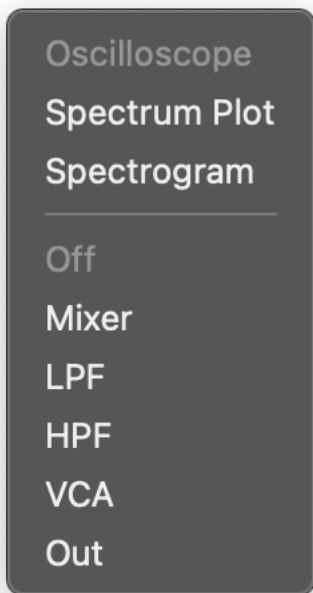 Oscilloscope
Spectrum Plot
Spectrogram
Off
Mixer
LPF
HPF
VCA
Out